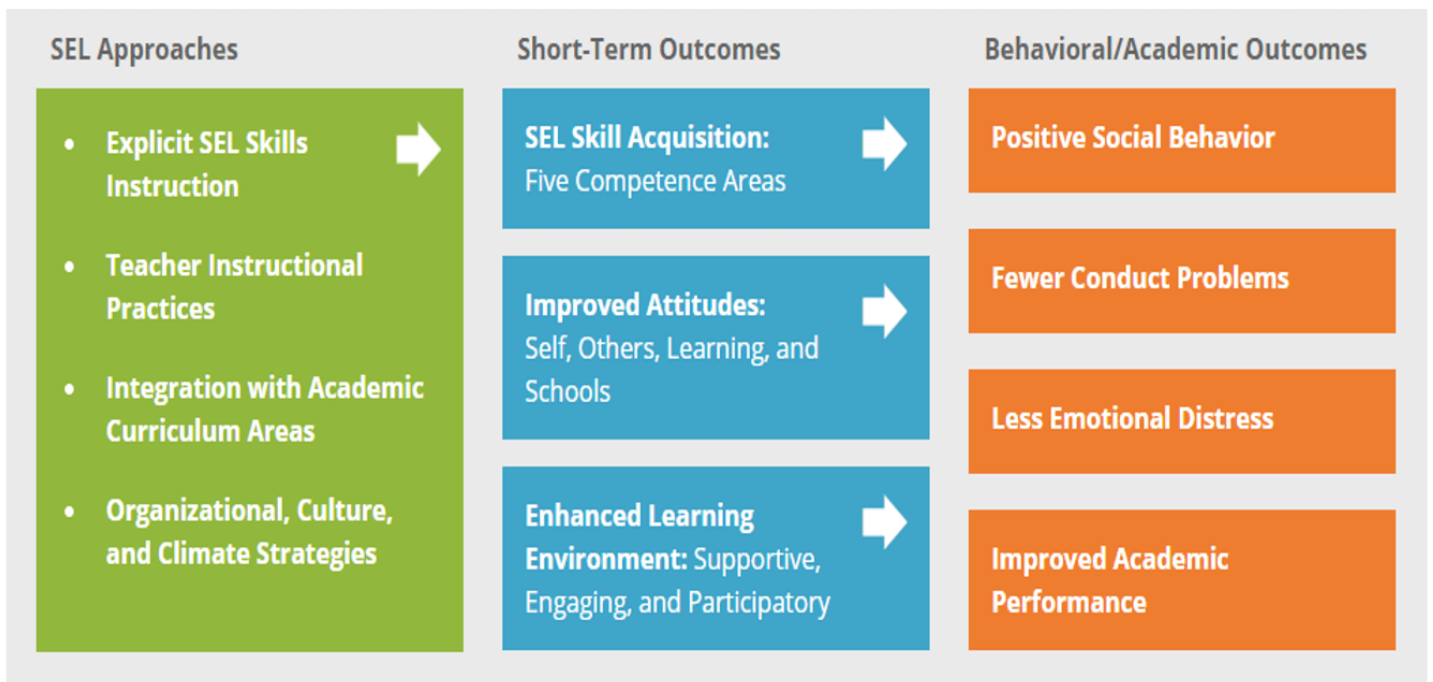 SEL Approaches
• Explicit SEL Skills
Instruction
• Teacher Instructional
Practices
• Integration with Academic
Curriculum Areas
• Organizational, Culture,
and Climate Strategies
Short-Term Outcomes
SEL Skill Acquisition:
Five Competence Areas
Improved Attitudes:
Self, Others, Learning, and
Schools
Enhanced Learning
Environment: Supportive,
Engaging, and Participatory
Behavioral/Academic Outcomes
Positive Social Behavior
Fewer Conduct Problems
Less Emotional Distress
Improved Academic
Performance